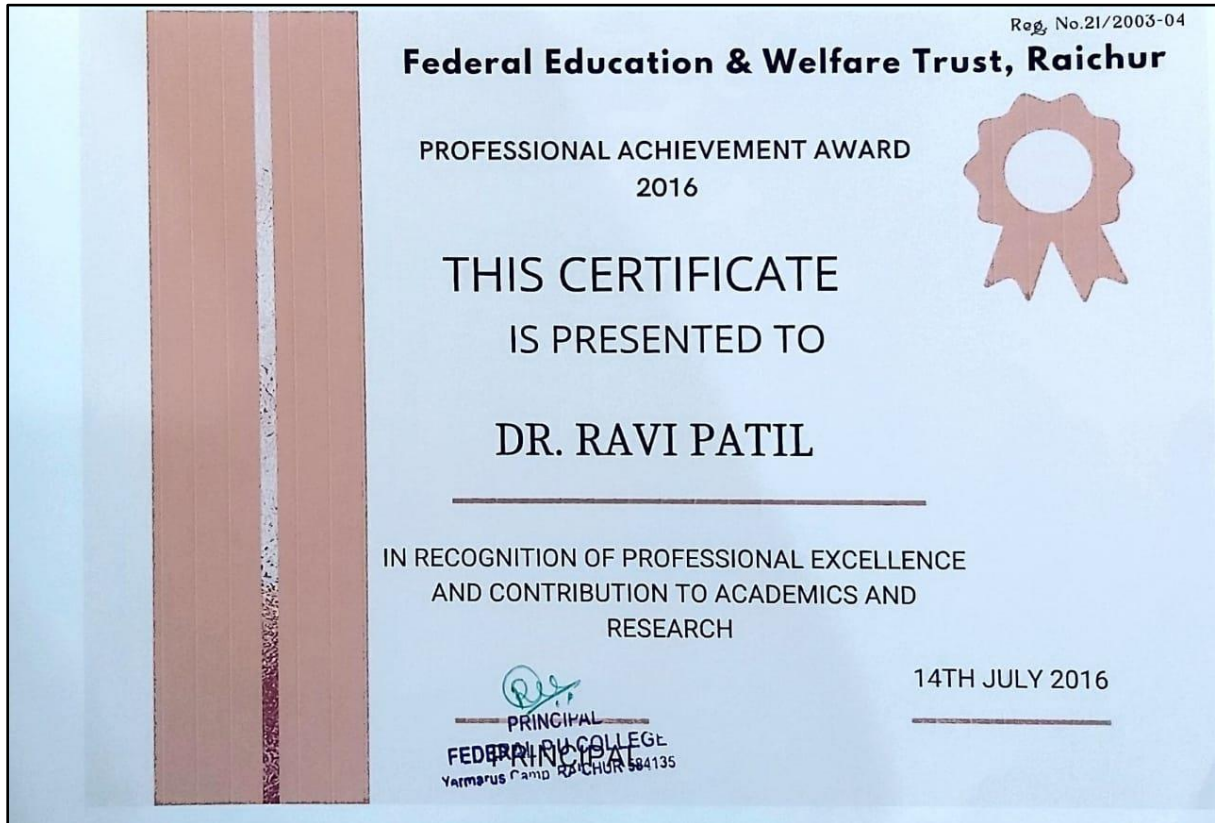 Reg. No.21/2003-04
Federal Education & Welfare Trust, Raichur
PROFESSIONAL ACHIEVEMENT AWARD
2016
THIS CERTIFICATE
IS PRESENTED TO
DR. RAVI PATIL
IN RECOGNITION OF PROFESSIONAL EXCELLENCE
AND CONTRIBUTION TO ACADEMICS AND
RESEARCH
14TH JULY 2016
PRINCIPAL
FEDERAL PU COLLEGE
PRINCIPAL
Yarmarus Camp RAICHUR 584135